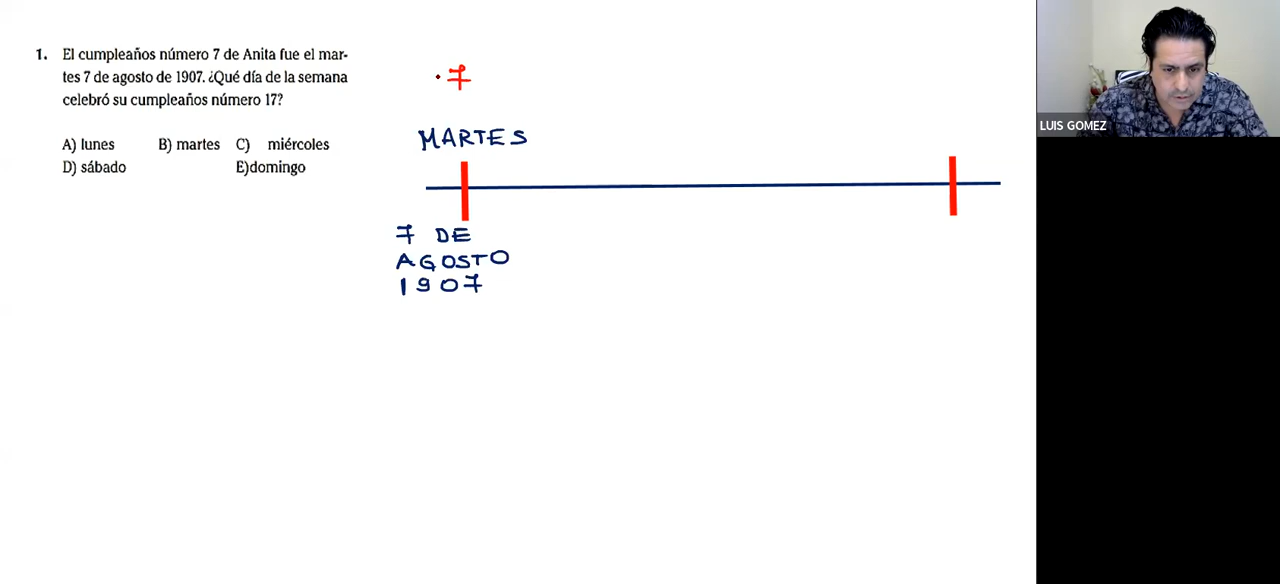 1. El cumpleaños número 7 de Anita fue el mar-
tes 7 de agosto de 1907. ¿Qué día de la semana
celebró su cumpleaños número 17?
A) lunes B) martes C) miércoles
D) sábado E)domingo
7
MARTES
7 DE
AGOSTO
1907
LUIS GOMEZ